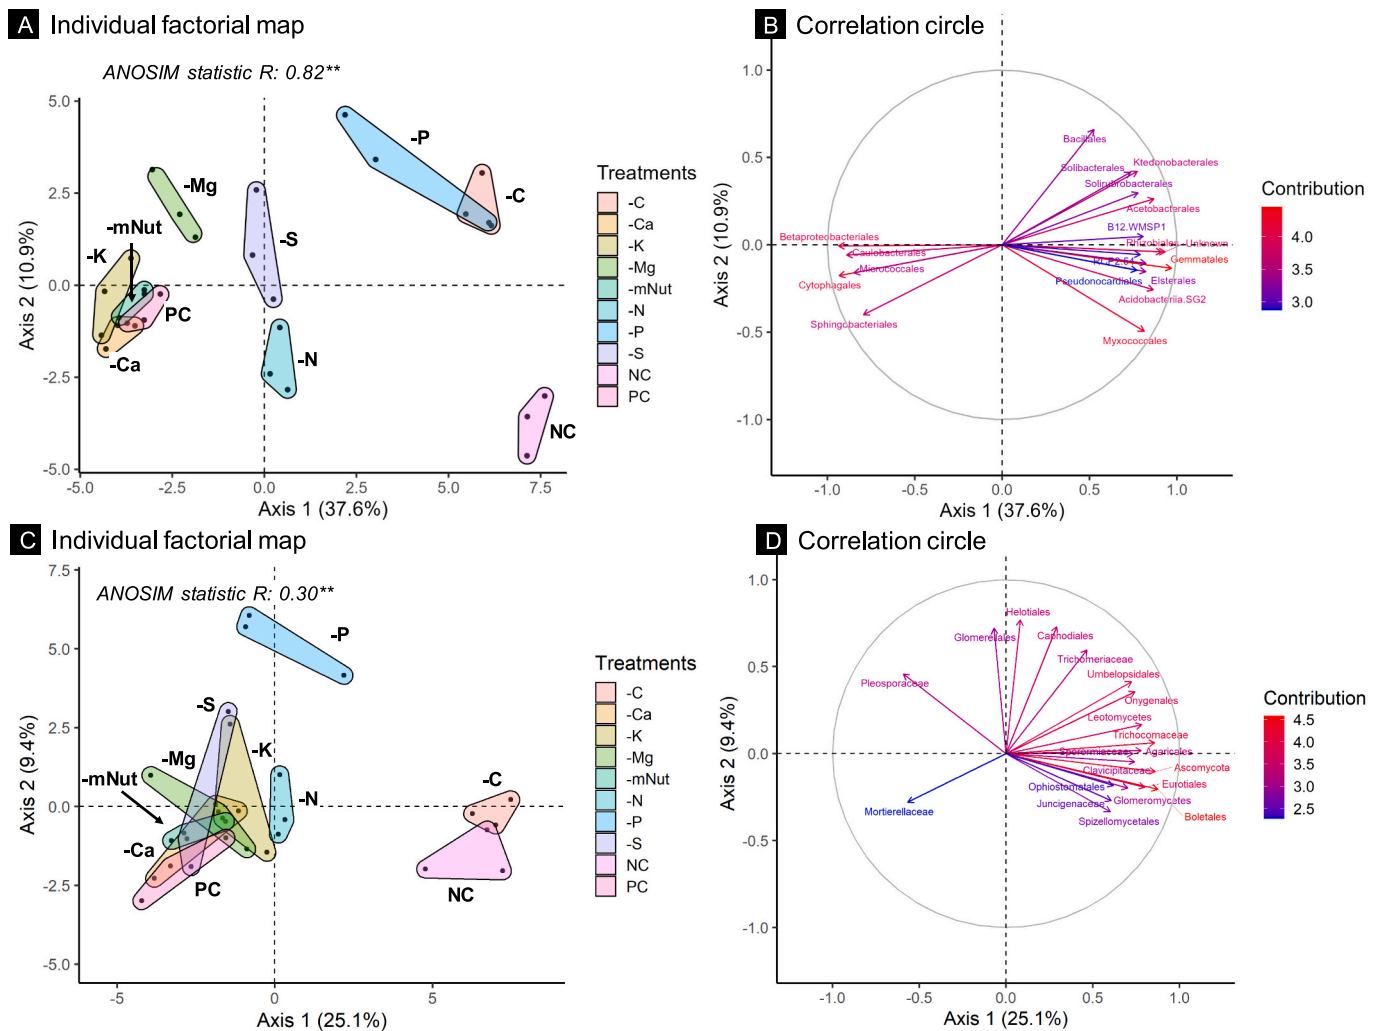 A Individual factorial map
ANOSIM statistic R: 0.82**
5.0
2.5
0.0
-2.5
-5.0
Axis 2 (10.9%)
-P
-C
-Mg
-mNut
-S
-K
PC
-Ca
-N
NC
-5.0 -2.5 0.0 2.5 5.0 7.5
Axis 1 (37.6%)
Treatments
-C
-Ca
-K
-Mg
-mNut
-N
-P
-S
NC
PC
B Correlation circle
1.0
0.5
0.0
-0.5
-1.0
Axis 2 (10.9%)
Bacillales
Solibacterales
Ktedonobacterales
Solirubrobacterales
Acetobacterales
B12.WMSP1
Betaproteobacteriales
Rhizobiales
Unknown
Caulobacterales
Gemmatales
Micrococcales
Elsterales
Cytophagales
Pseudonocardiales
Acidobacteriia.SG2
Sphingobacteriales
Myxococcales
-1.0 -0.5 0.0 0.5 1.0
Axis 1 (37.6%)
Contribution
4.0
3.5
3.0
C Individual factorial map
ANOSIM statistic R: 0.30**
5.0
2.5
0.0
-2.5
-5.0
Axis 2 (9.4%)
-P
-S
-K
-Mg
-mNut
-N
-C
-Ca
PC
NC
-5 0 5
Axis 1 (25.1%)
Treatments
-C
-Ca
-K
-Mg
-mNut
-N
-P
-S
NC
PC
D Correlation circle
1.0
0.5
0.0
-0.5
-1.0
Axis 2 (9.4%)
Helotiales
Glomerellales
Capnodiales
Trichomeriaceae
Pleosporaceae
Umbelopsidales
Onygenales
Leotomycetes
Trichocomaceae
Agaricales
Clavicipitaceae
Ascomycota
Ophiostomatales
Eurotiales
Mortierellaceae
Juncigenaceae
Glomeromycetes
Spizellomycetales
Boletales
-1.0 -0.5 0.0 0.5 1.0
Axis 1 (25.1%)
Contribution
4.5
4.0
3.5
3.0
2.5